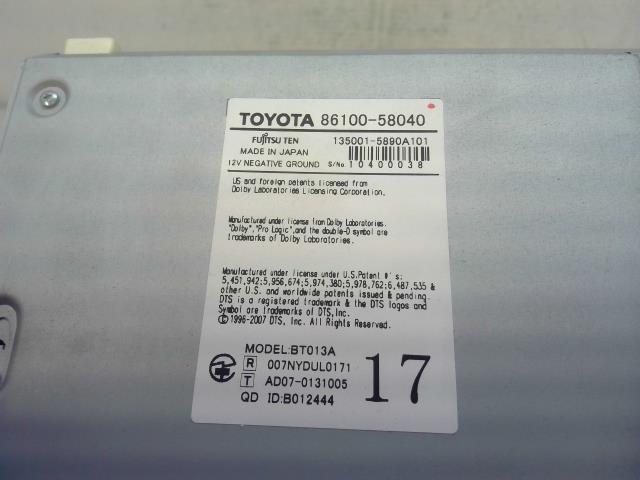 TOYOTA 86100-58040
FUJITSU TEN 135001-5890A101
MADE IN JAPAN
12V NEGATIVE GROUND S/No. 10400038
US and foreign patents licensed from
Dolby Laboratories Licensing Corporation.
Manufactured under license from Dolby Laboratories.
"Dolby","Pro Logic",and the double-D symbol are
trademarks of Dolby Laboratories.
Manufactured under license under U.S.Patent #'s:
5,451,942;5,956,674;5,974,380;5,978,762;6,487,535 &
other U.S. and worldwide patents issued & pending.
DTS is a registered trademark & the DTS logos and
Symbol are trademarks of DTS,Inc.
©1996-2007 DTS, Inc. All Rights Reserved.
MODEL:BT013A
R 007NYDUL0171
T AD07-0131005
QD ID:B012444
17